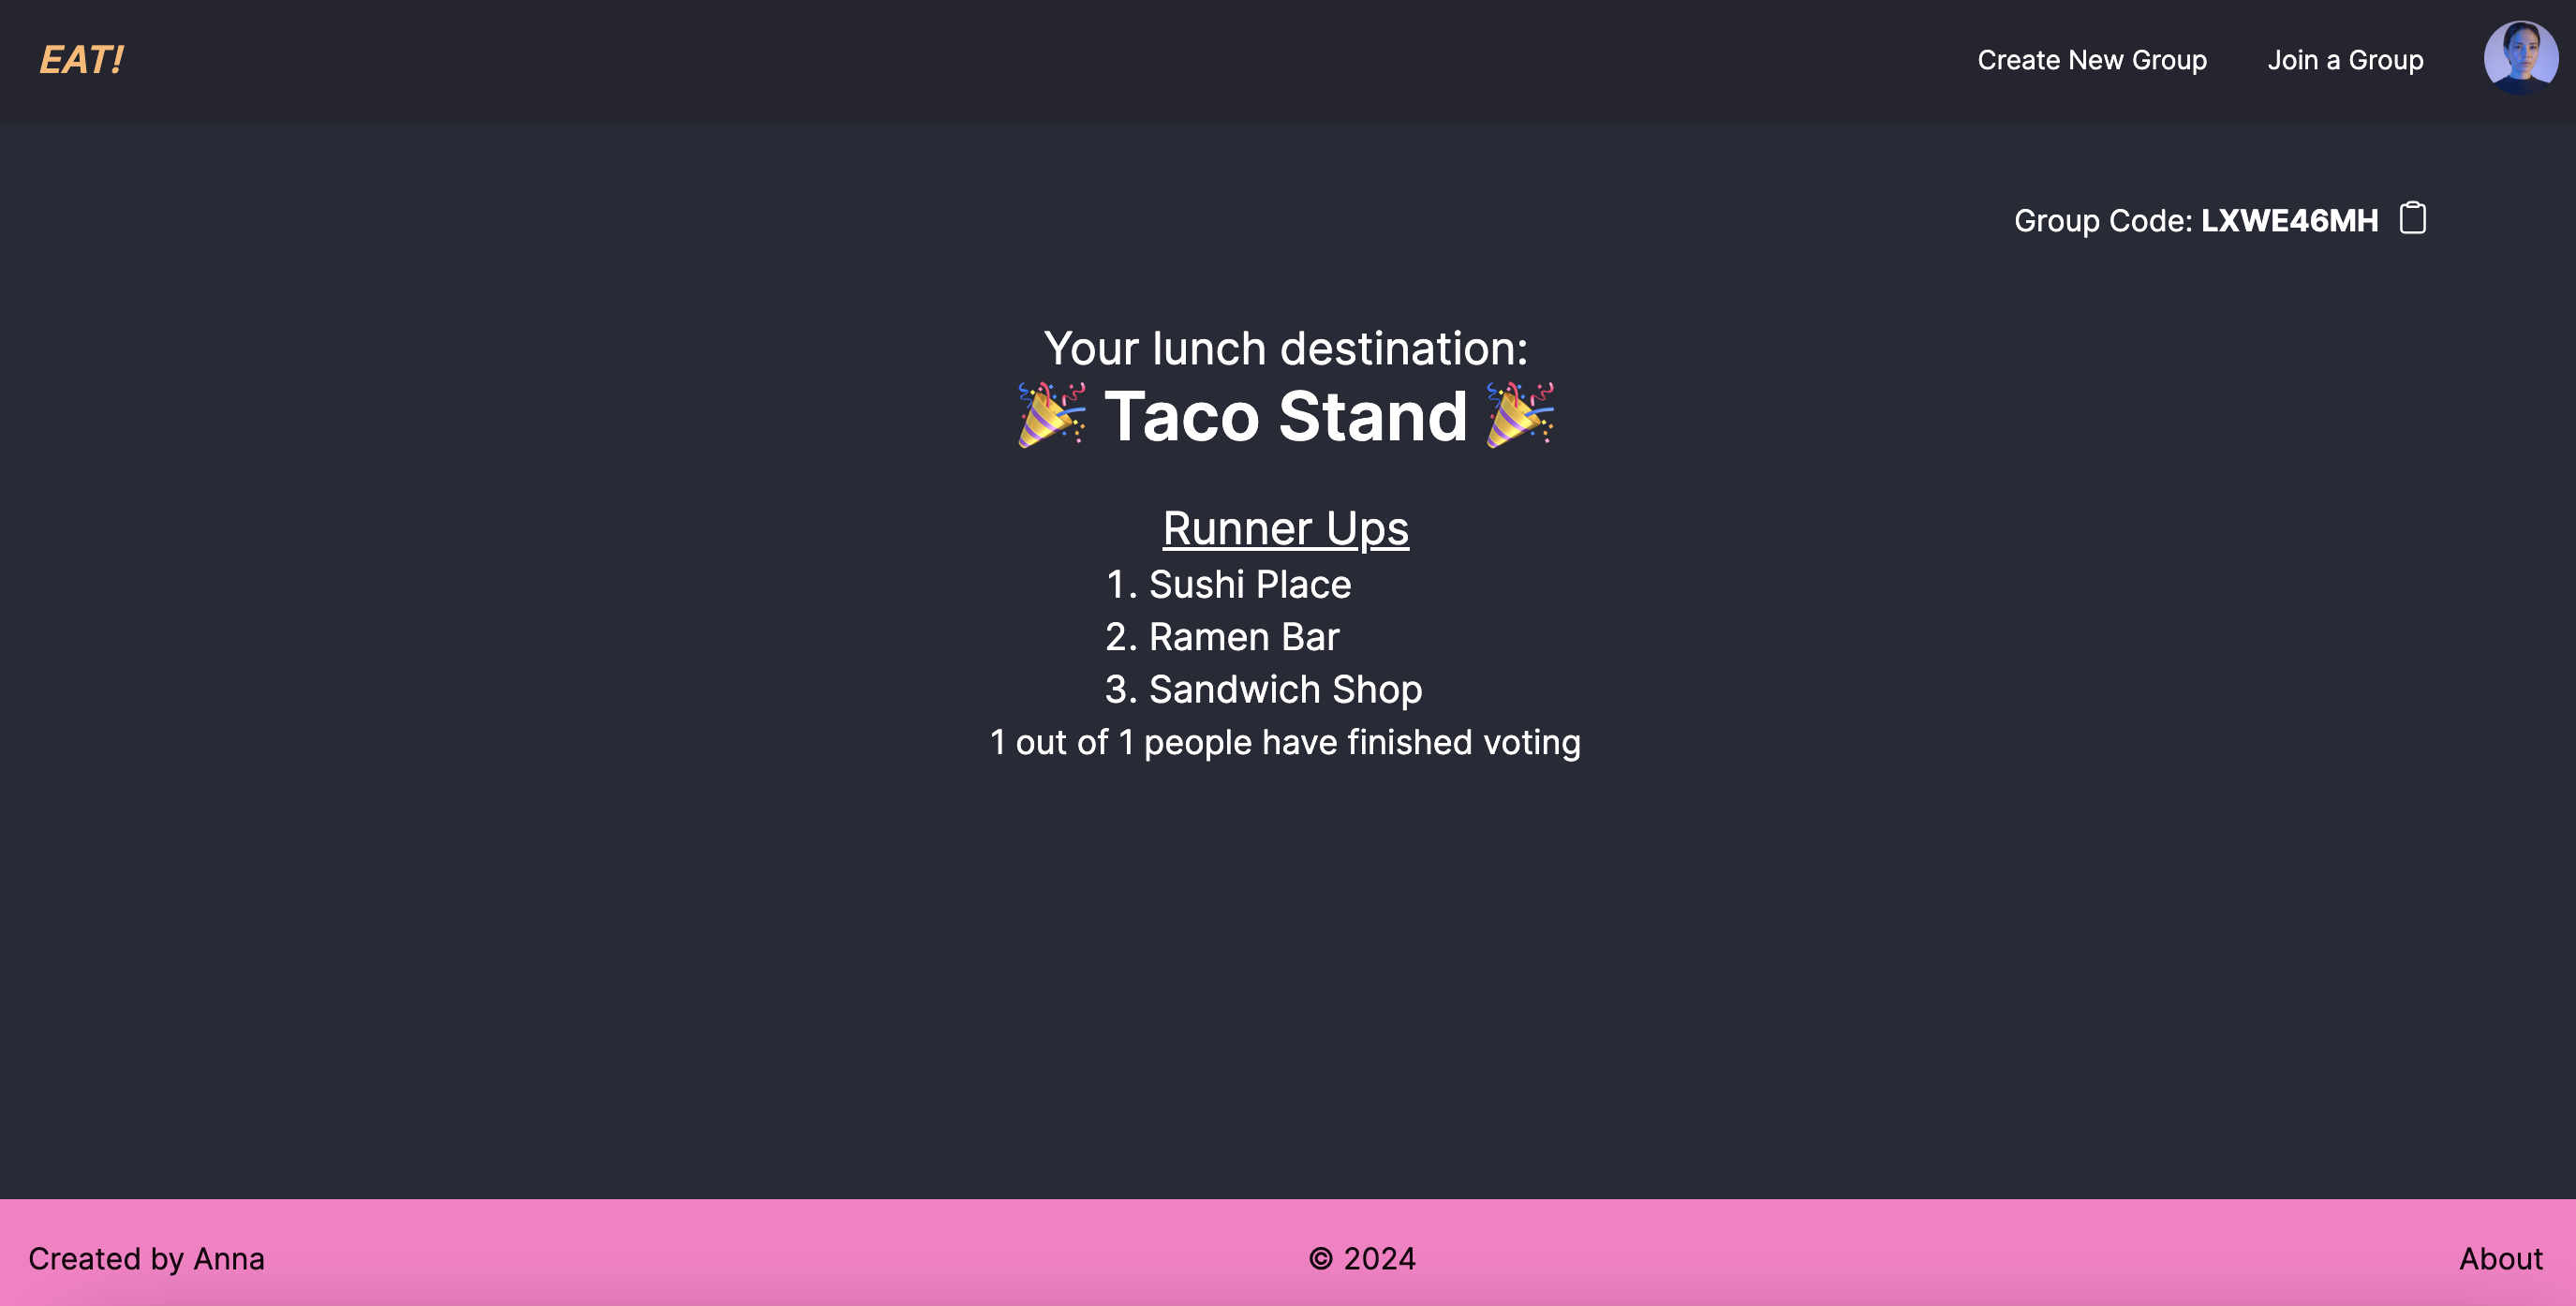 EAT!
Create New Group
Join a Group
Group Code: LXWE46MH
Your lunch destination:
🎉 Taco Stand 🎉
Runner Ups
1. Sushi Place
2. Ramen Bar
3. Sandwich Shop
1 out of 1 people have finished voting
Created by Anna
© 2024
About